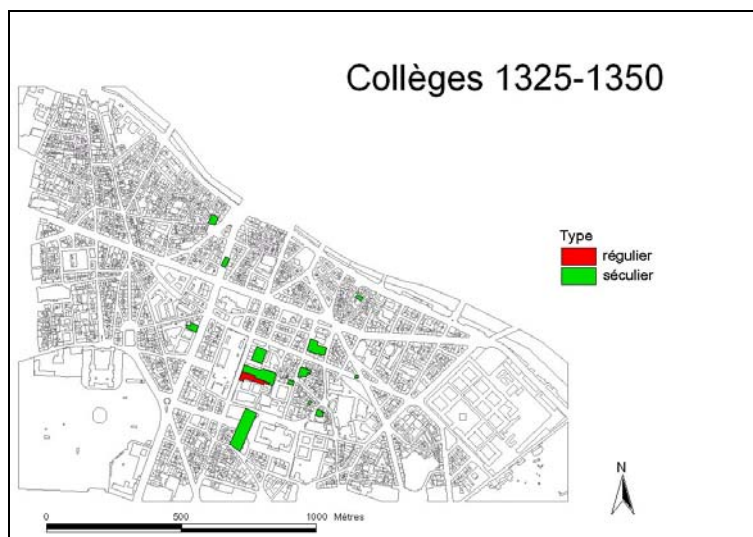 Collèges 1325-1350
Type
régulier
séculier
N
0 500 1000 Mètres